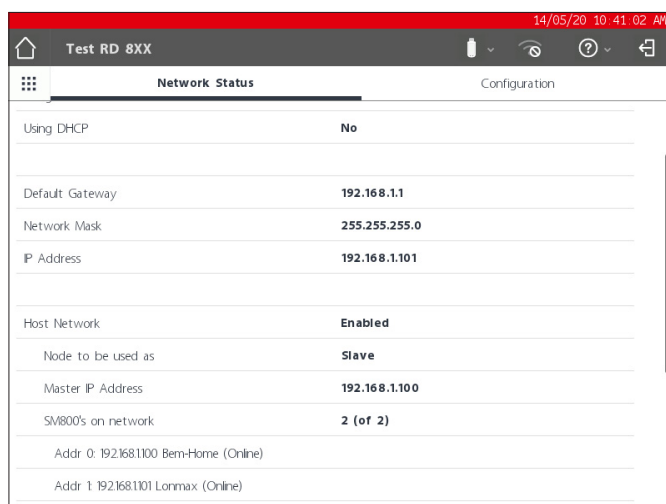 14/05/20 10:41:02 AM
Test RD 8XX
Network Status Configuration
Using DHCP No
Default Gateway 192.168.1.1
Network Mask 255.255.255.0
IP Address 192.168.1.101
Host Network Enabled
Node to be used as Slave
Master IP Address 192.168.1.100
SM800's on network 2 (of 2)
Addr 0: 192.168.1.100 Bem-Home (Online)
Addr 1: 192.168.1.101 Lonmax (Online)